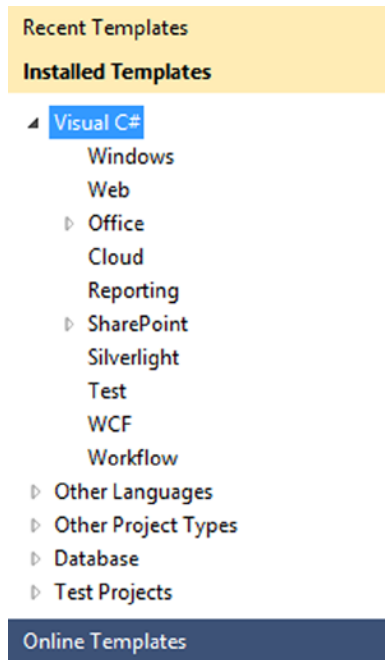 Recent Templates
Installed Templates
Visual C#
Windows
Web
Office
Cloud
Reporting
SharePoint
Silverlight
Test
WCF
Workflow
Other Languages
Other Project Types
Database
Test Projects
Online Templates